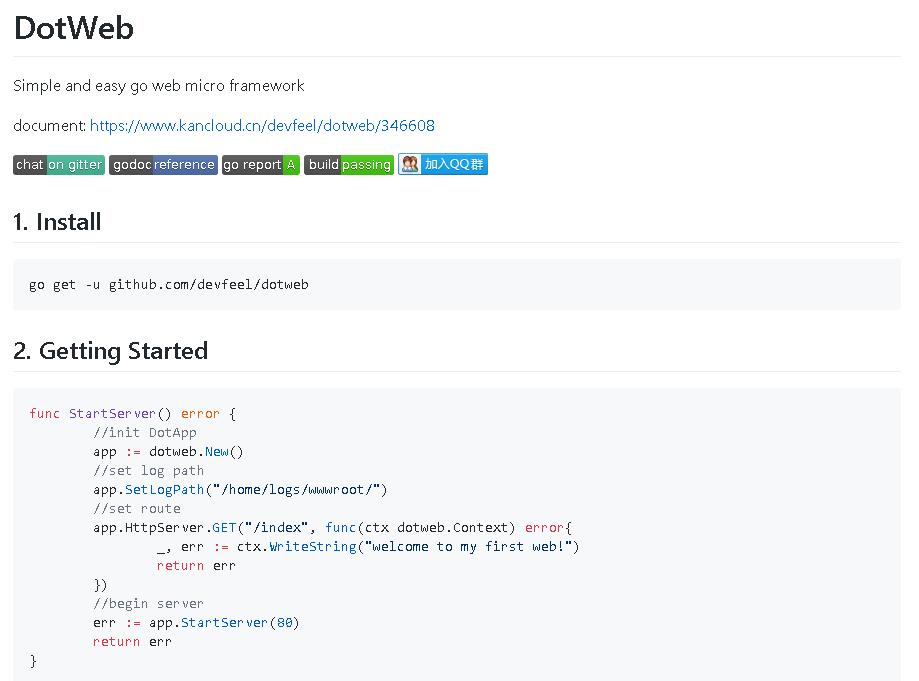 DotWeb
Simple and easy go web micro framework
document: https://www.kancloud.cn/devfeel/dotweb/346608
chat on gitter godoc reference go report A build passing 加入QQ群
1. Install
go get -u github.com/devfeel/dotweb
2. Getting Started
func StartServer() error {
        //init DotApp
        app := dotweb.New()
        //set log path
        app.SetLogPath("/home/logs/wwwroot/")
        //set route
        app.HttpServer.GET("/index", func(ctx dotweb.Context) error{
                _, err := ctx.WriteString("welcome to my first web!")
                return err
        })
        //begin server
        err := app.StartServer(80)
        return err
}